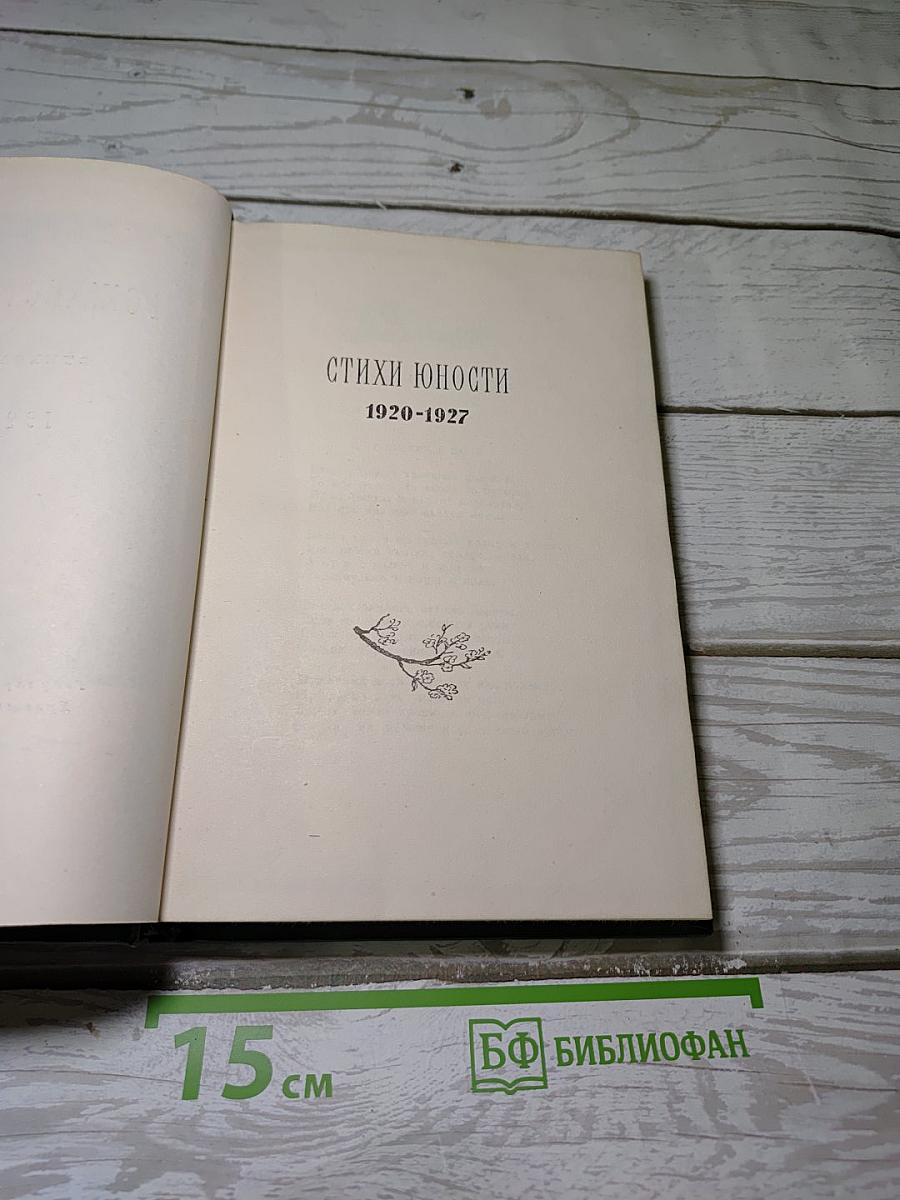 СТИХИ ЮНОСТИ
1920-1927
15 см
БФ БИБЛИОФАН